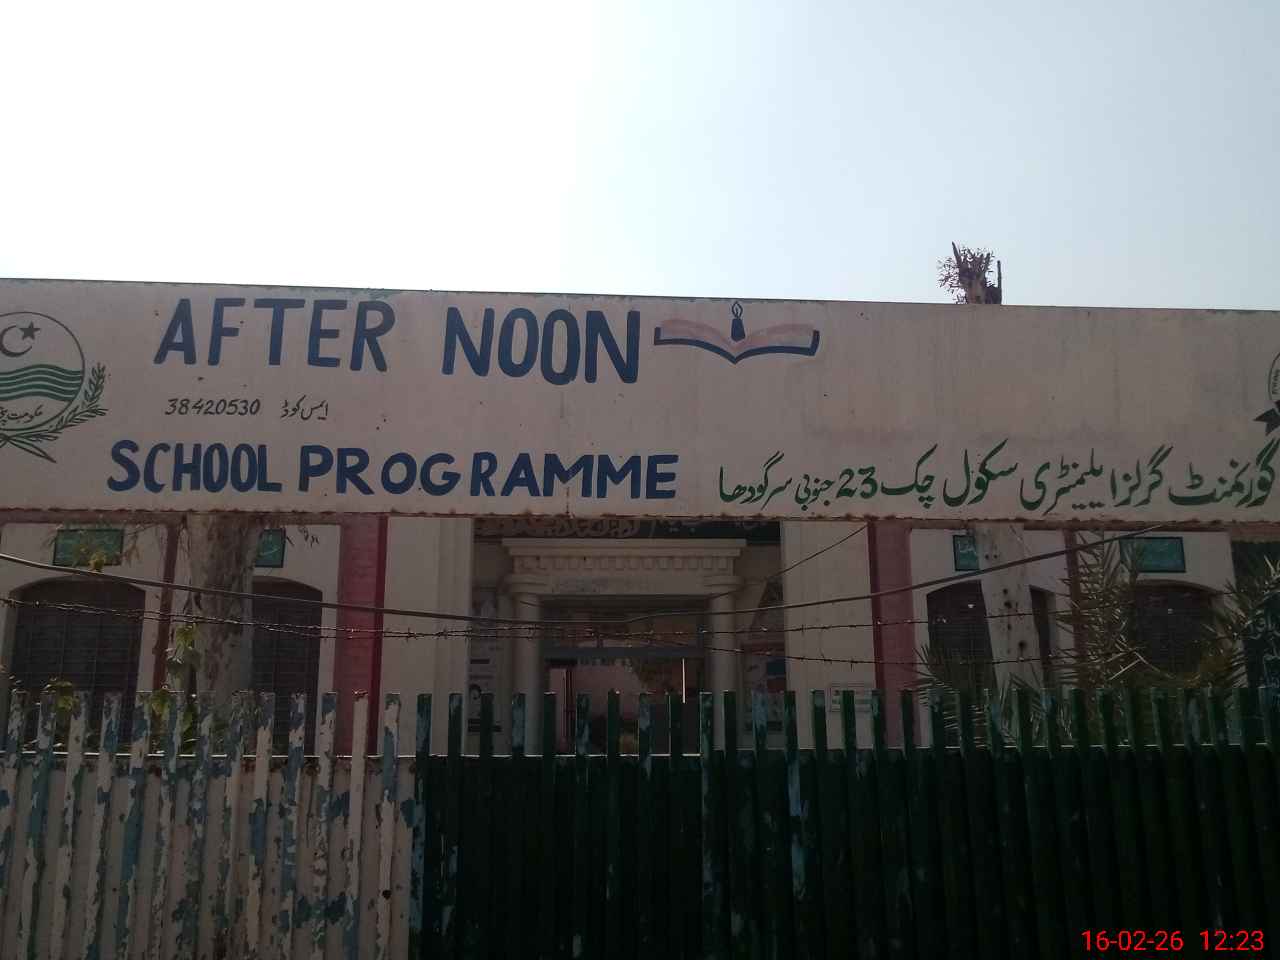 AFTER NOON
38420530 ایس کوڈ
SCHOOL PROGRAMME
گورنمنٹ گرلز ایلیمنٹری سکول چک 23 جنوبی سرگودھا
حکومت
16-02-26 12:23